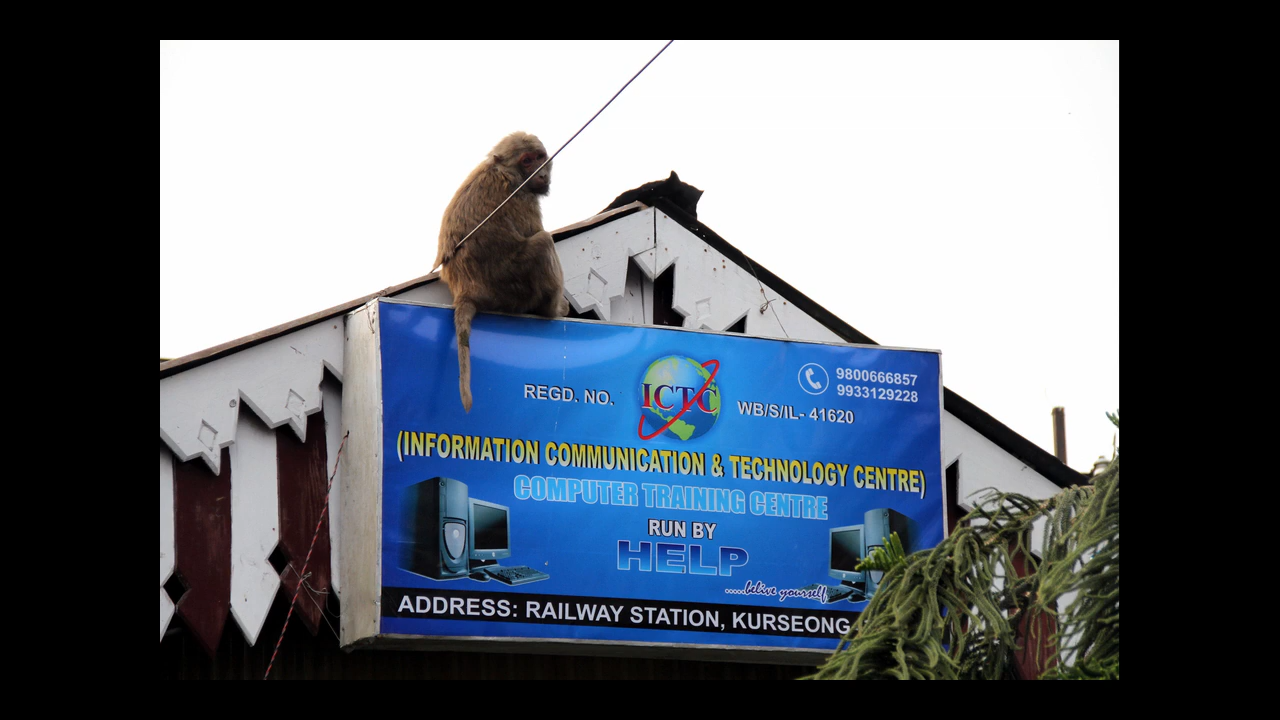 REGD. NO. ICTC WB/S/IL- 41620
9800666857
9933129228
(INFORMATION COMMUNICATION & TECHNOLOGY CENTRE)
COMPUTER TRAINING CENTRE
RUN BY
HELP
.....belive yourself
ADDRESS: RAILWAY STATION, KURSEONG